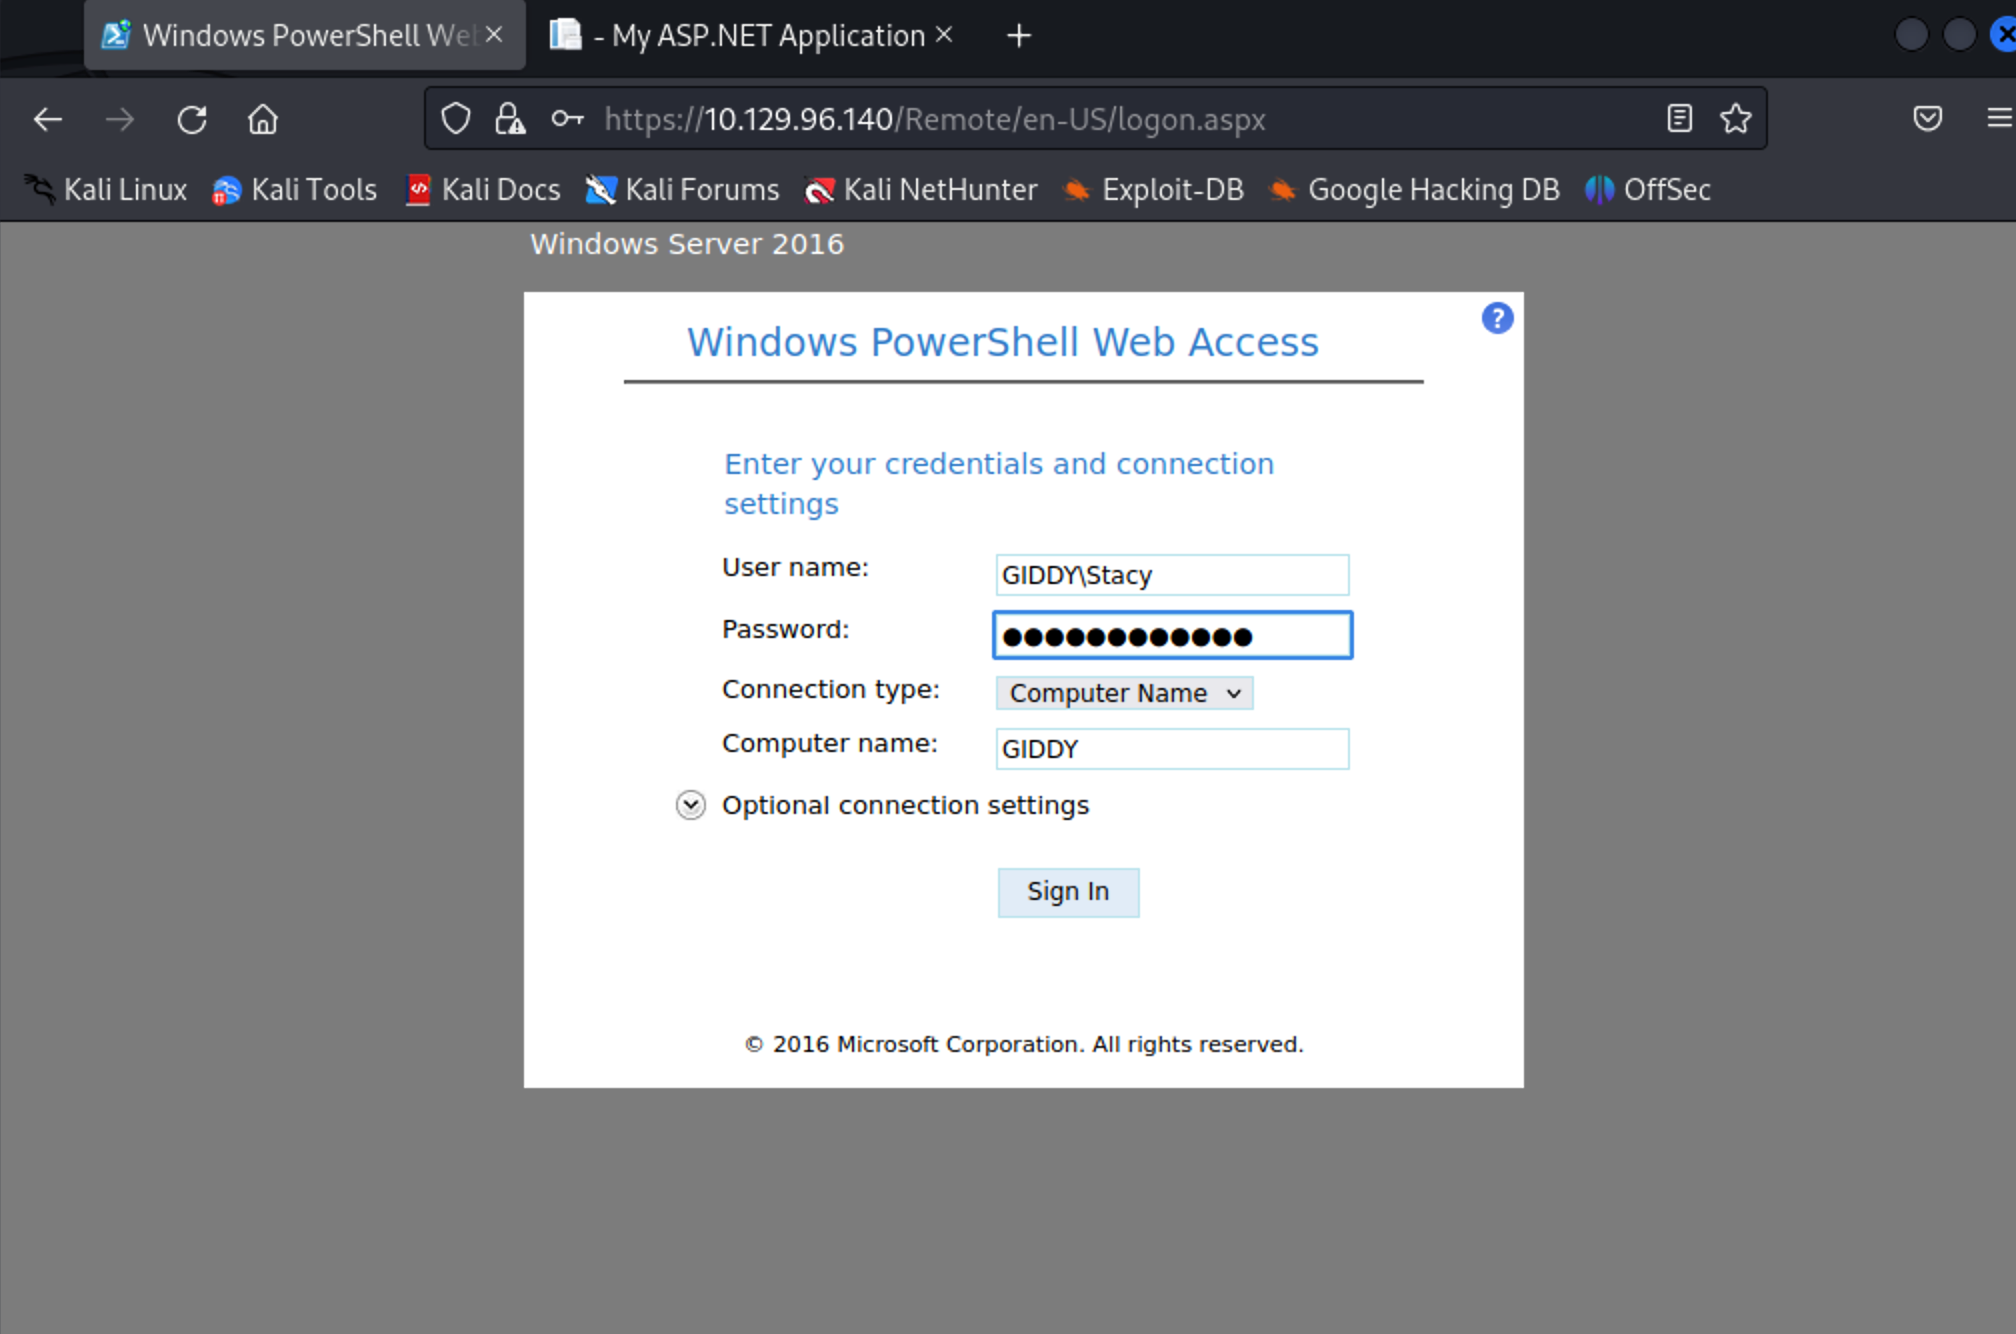 Windows PowerShell We
- My ASP.NET Application
https://10.129.96.140/Remote/en-US/logon.aspx
Kali Linux Kali Tools Kali Docs Kali Forums Kali NetHunter Exploit-DB Google Hacking DB OffSec
Windows Server 2016
?
Windows PowerShell Web Access
Enter your credentials and connection
settings
User name: GIDDY\Stacy
Password: ●●●●●●●●●●●●
Connection type: Computer Name
Computer name: GIDDY
Optional connection settings
Sign In
© 2016 Microsoft Corporation. All rights reserved.